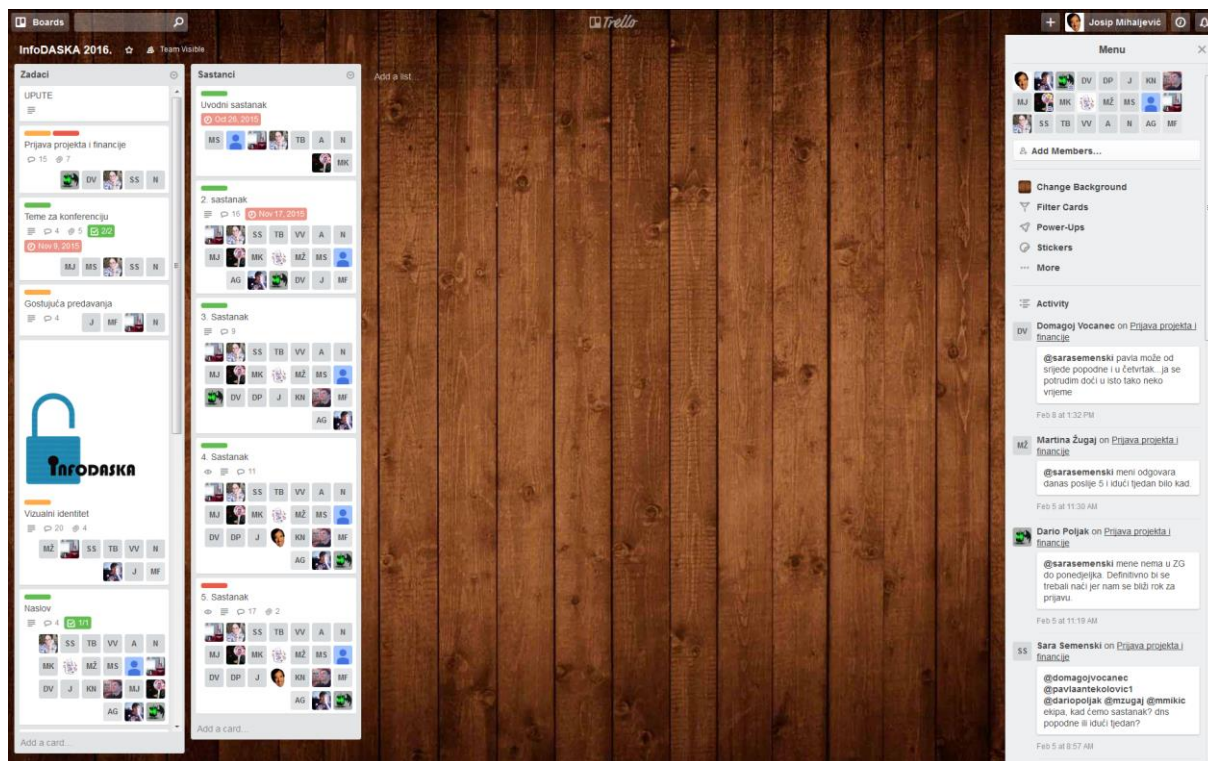 Boards
Trello
Josip Mihaljević
InfoDASKA 2016.
Team Visible
Zadaci
UPUTE
Prijava projekta i financije
15 7
DV SS N
Teme za konferenciju
4 5 2/2
Nov 9, 2015
MJ MS SS N
Gostujuća predavanja
4
J MF N
INFODASKA
Vizualni identitet
20 4
MŽ SS TB VV N
J MF
Naslov
4 1/1
SS TB VV A N
MK MŽ MS
DV J KN MJ
AG
Add a card...
Sastanci
Uvodni sastanak
Oct 26, 2015
MS TB A N
MK
2. sastanak
16 Nov 17, 2015
SS TB VV A N
MJ MK MŽ MS
AG DV J MF
3. Sastanak
9
SS TB VV A N
MJ MK MŽ MS
DV DP J KN MF
AG
4. Sastanak
11
SS TB VV A N
MJ MK MŽ MS
DV DP J KN MF
AG
5. Sastanak
17 2
SS TB VV A N
MJ MK MŽ MS
DV DP J KN MF
AG
Add a card...
Add a list...
Menu
DV DP J KN
MJ MK MŽ MS
SS TB VV A N AG MF
Add Members...
Change Background
Filter Cards
Power-Ups
Stickers
More
Activity
DV
Domagoj Vocanec on Prijava projekta i
financije
@sarasemenski pavla može od
srijede popodne i u četvrtak...ja se
potrudim doći u isto tako neko
vrijeme
Feb 6 at 1:32 PM
MŽ
Martina Žugaj on Prijava projekta i
financije
@sarasemenski meni odgovara
danas poslije 5 i idući tjedan bilo kad.
Feb 5 at 11:30 AM
Dario Poljak on Prijava projekta i
financije
@sarasemenski mene nema u ZG
do ponedjeljka. Definitivno bi se
trebali naći jer nam se bliži rok za
prijavu.
Feb 5 at 11:19 AM
SS
Sara Semenski on Prijava projekta i
financije
@domagojvocanec
@pavlaantekolovic1
@dariopoljak @mzugaj @mmikic
ekipa, kad ćemo sastanak? dns
popodne ili idući tjedan?
Feb 5 at 8:57 AM